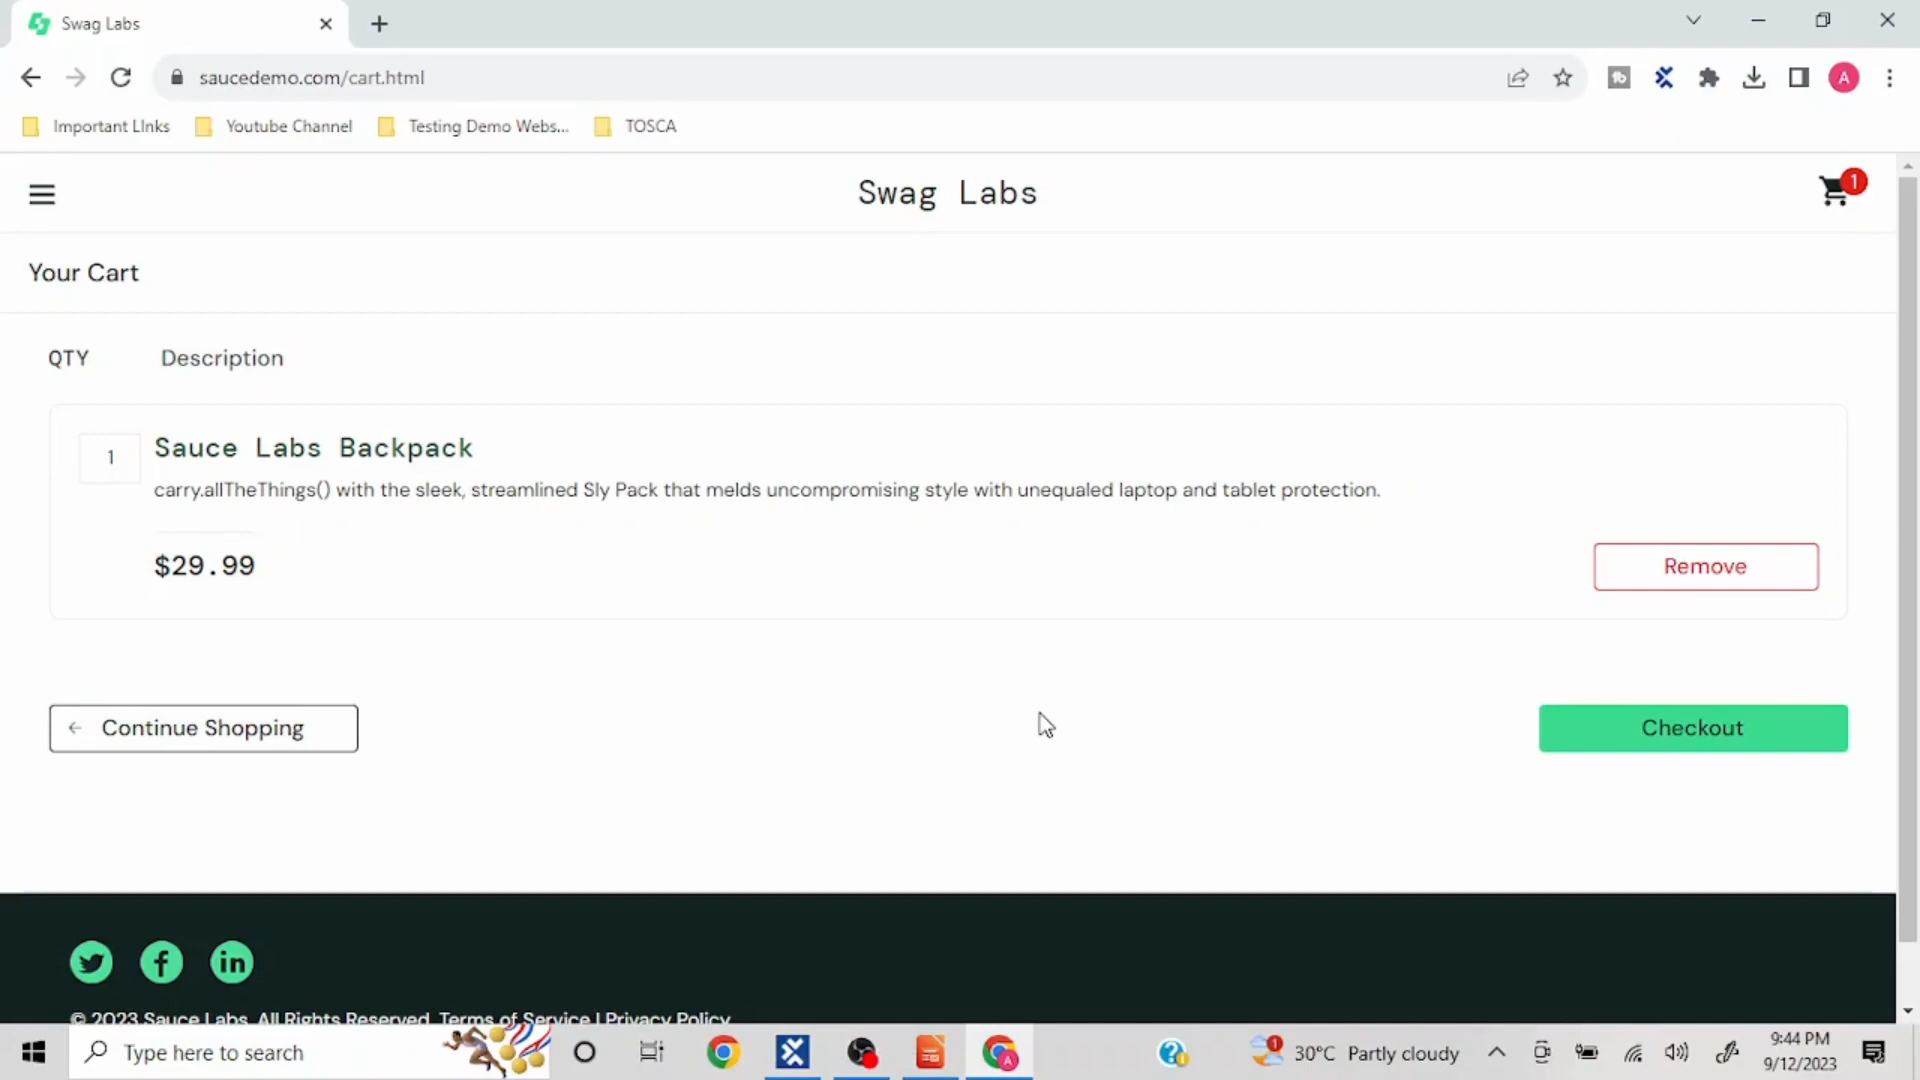 Swag Labs
saucedemo.com/cart.html
A
Important LInks
Youtube Channel
Testing Demo Webs...
TOSCA
Swag Labs
1
Your Cart
QTY Description
1
Sauce Labs Backpack
carry.allTheThings() with the sleek, streamlined Sly Pack that melds uncompromising style with unequaled laptop and tablet protection.
$29.99
Remove
Continue Shopping
Checkout
© 2023 Sauce Labs. All Rights Reserved. Terms of Service | Privacy Policy
Type here to search
1
30°C Partly cloudy
9:44 PM
9/12/2023